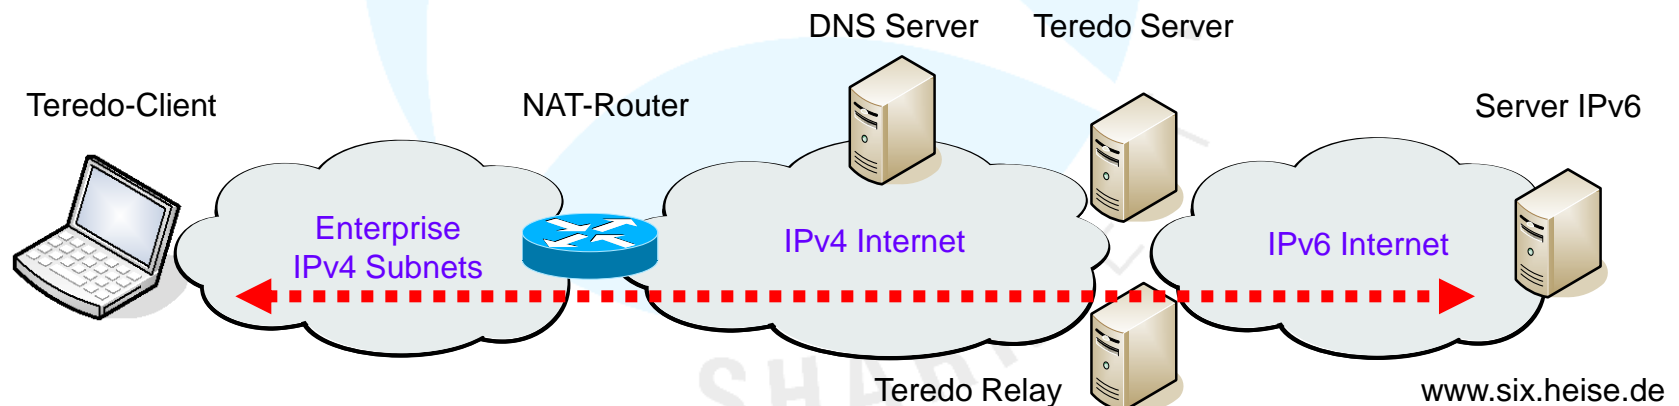 DNS Server
Teredo Server
Teredo-Client
NAT-Router
Server IPv6
Enterprise
IPv4 Subnets
IPv4 Internet
IPv6 Internet
Teredo Relay
www.six.heise.de